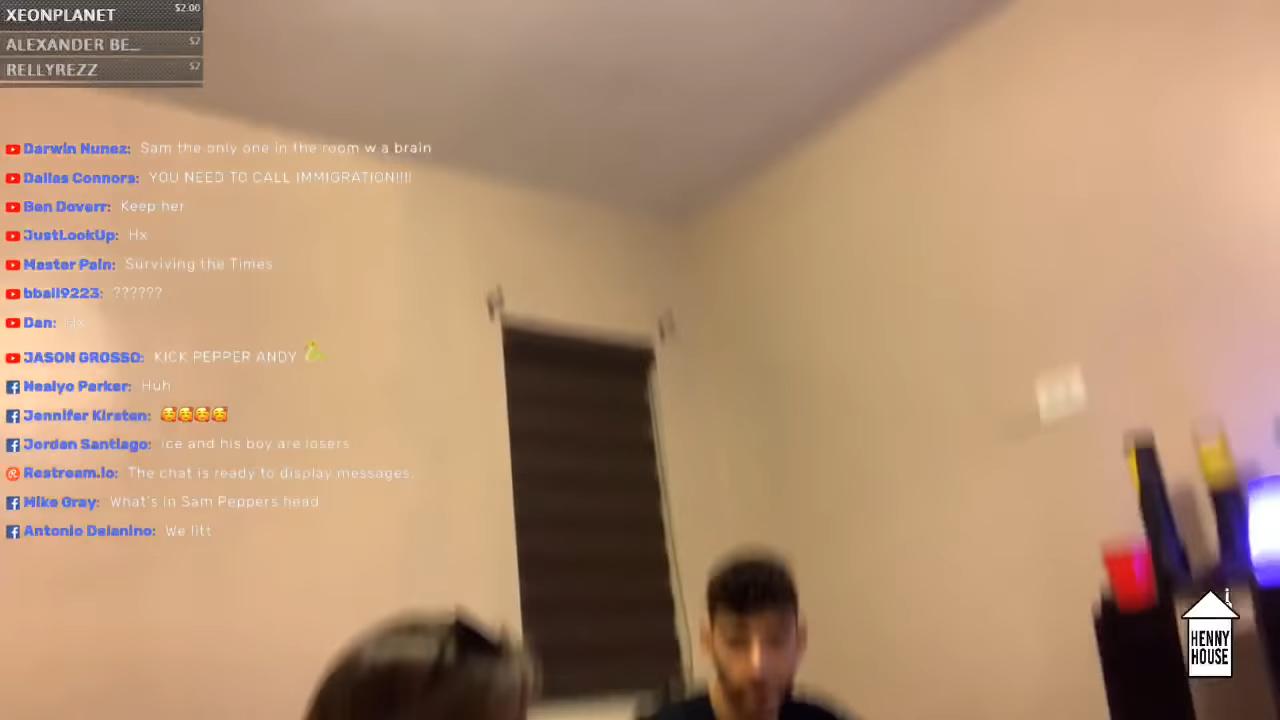 XEONPLANET $2.00
ALEXANDER BE... $2
RELLYREZZ $2
Darwin Nunez: Sam the only one in the room w a brain
Dallas Connors: YOU NEED TO CALL IMMIGRATION!!!!
Ben Doverr: Keep her
JustLookUp: Hx
Master Pain: Surviving the Times
bball9223: ??????
Dan: Hx
JASON GROSSO: KICK PEPPER ANDY 🐍
Nealyo Parker: Huh
Jennifer Kirsten: 🥰🥰🥰🥰
Jordan Santiago: ice and his boy are losers
Restream.io: The chat is ready to display messages.
Mike Gray: What's in Sam Peppers head
Antonio Delanino: We litt
HENNY
HOUSE